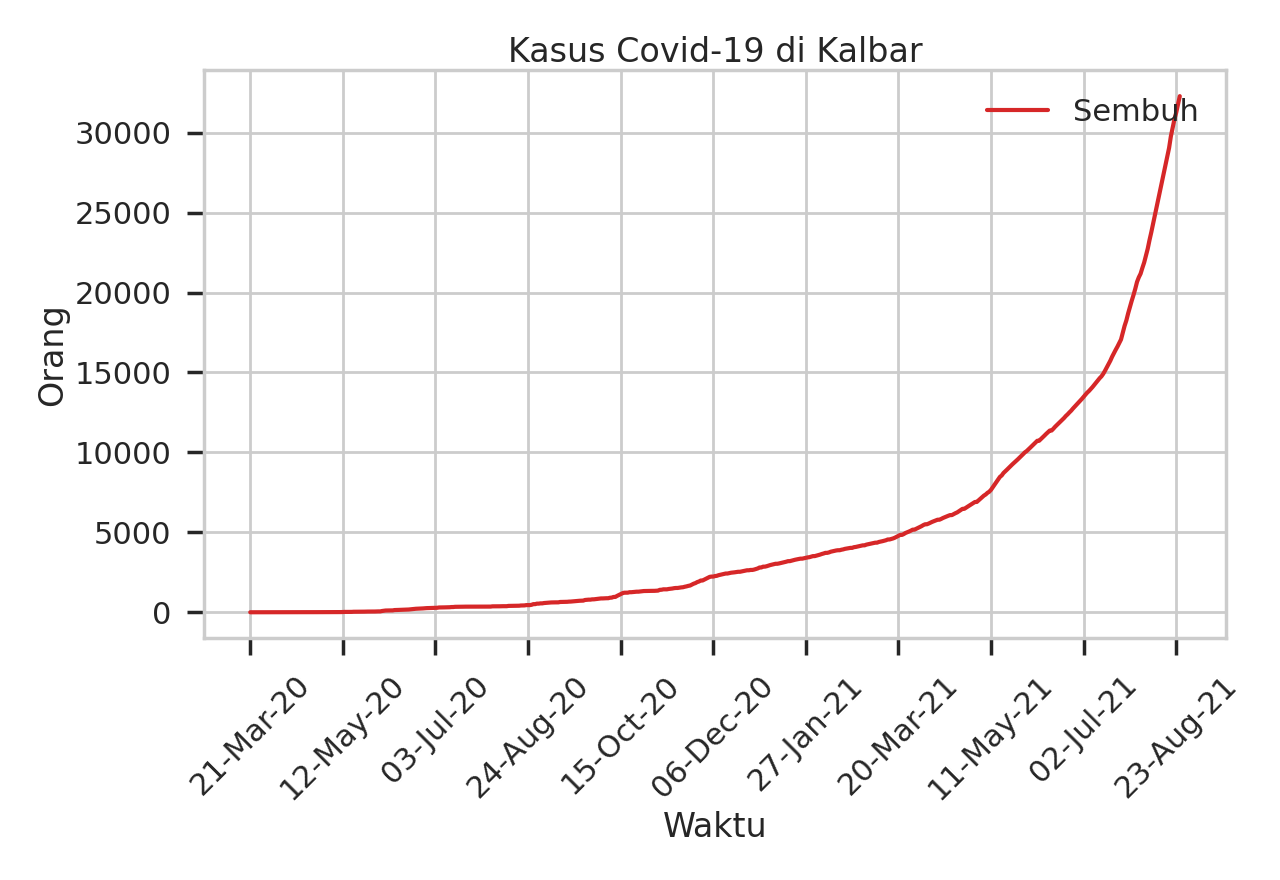 Kasus Covid-19 di Kalbar
Sembuh
30000
25000
20000
15000
10000
5000
0
Orang
21-Mar-20
12-May-20
03-Jul-20
24-Aug-20
15-Oct-20
06-Dec-20
27-Jan-21
20-Mar-21
11-May-21
02-Jul-21
23-Aug-21
Waktu